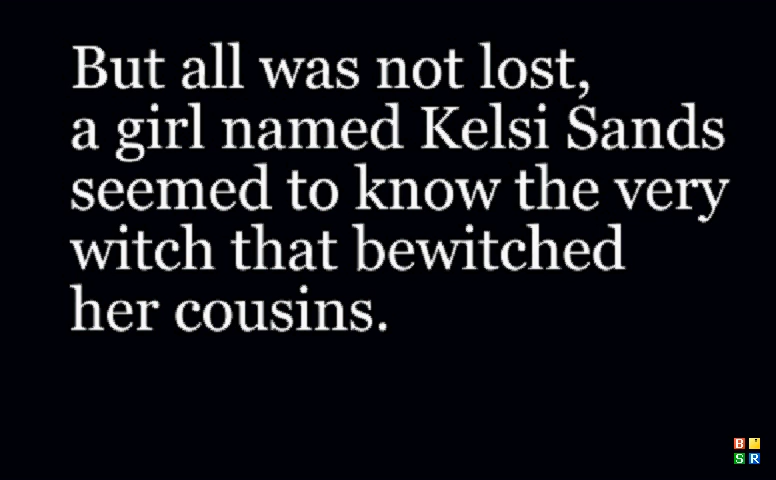 But all was not lost,
a girl named Kelsi Sands
seemed to know the very
witch that bewitched
her cousins.
B'
SR